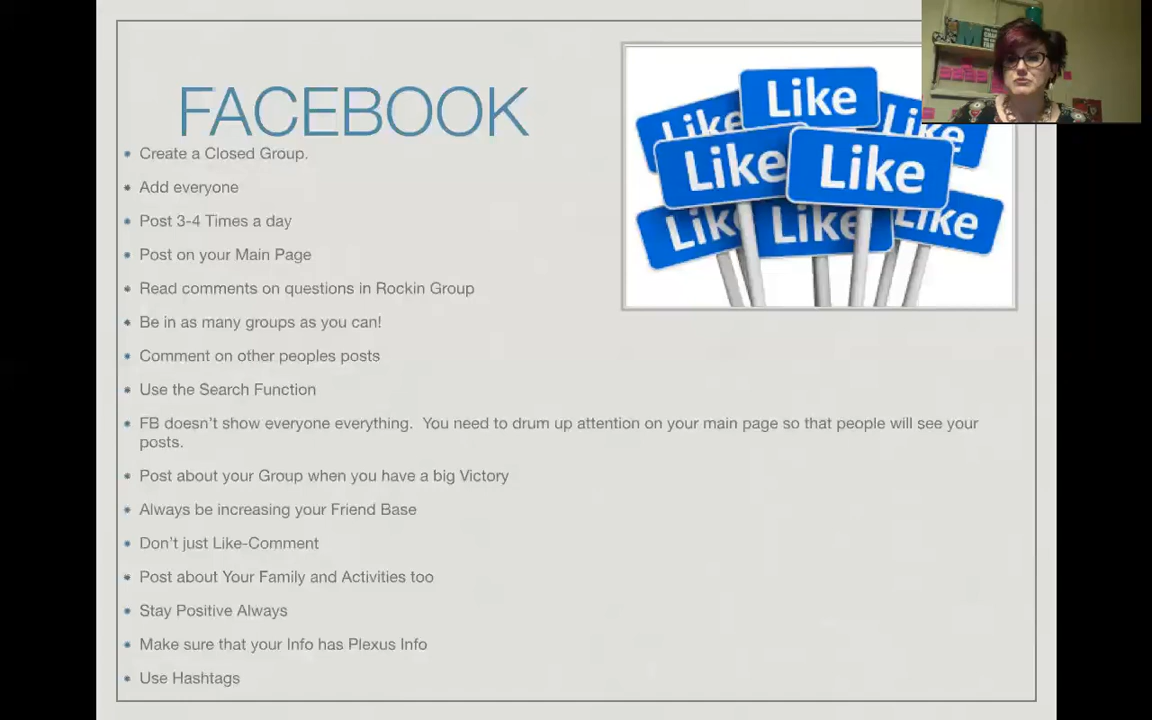 FACEBOOK
Create a Closed Group.
Add everyone
Post 3-4 Times a day
Post on your Main Page
Read comments on questions in Rockin Group
Be in as many groups as you can!
Comment on other peoples posts
Use the Search Function
FB doesn't show everyone everything.  You need to drum up attention on your main page so that people will see your
posts.
Post about your Group when you have a big Victory
Always be increasing your Friend Base
Don't just Like-Comment
Post about Your Family and Activities too
Stay Positive Always
Make sure that your Info has Plexus Info
Use Hashtags
Like
Like
Like
Like
Like
Like
Like
Like